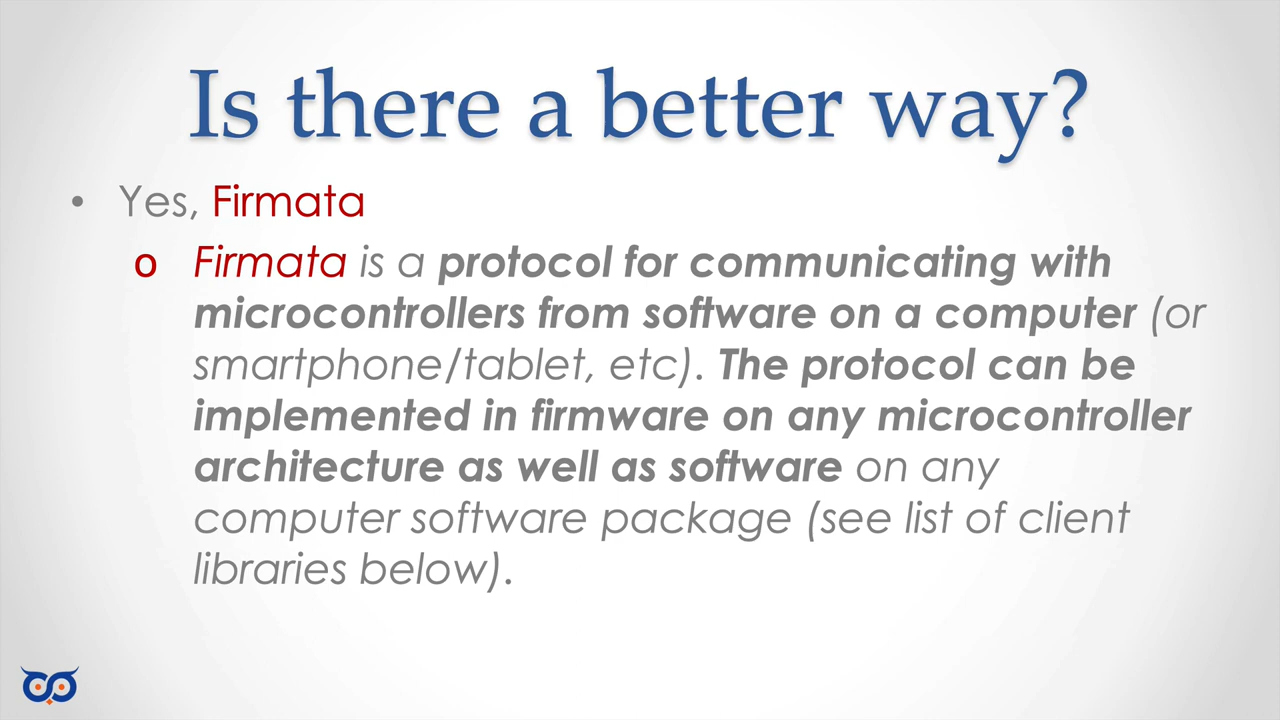 Is there a better way?
• Yes, Firmata
o Firmata is a protocol for communicating with
microcontrollers from software on a computer (or
smartphone/tablet, etc). The protocol can be
implemented in firmware on any microcontroller
architecture as well as software on any
computer software package (see list of client
libraries below).